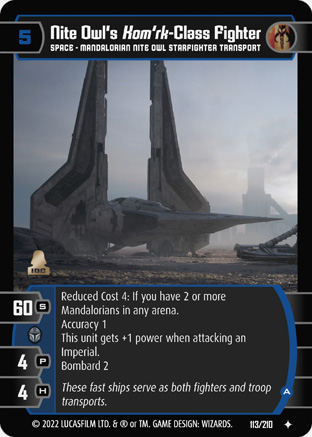 5
Nite Owl's Kom'rk-Class Fighter
SPACE - MANDALORIAN NITE OWL STARFIGHTER TRANSPORT
60 S
4 P
4 H
Reduced Cost 4: If you have 2 or more
Mandalorians in any arena.
Accuracy 1
This unit gets +1 power when attacking an
Imperial.
Bombard 2
These fast ships serve as both fighters and troop
transports.
A
© 2022 LUCASFILM LTD. & ® OR TM. GAME DESIGN: WIZARDS.
113/210